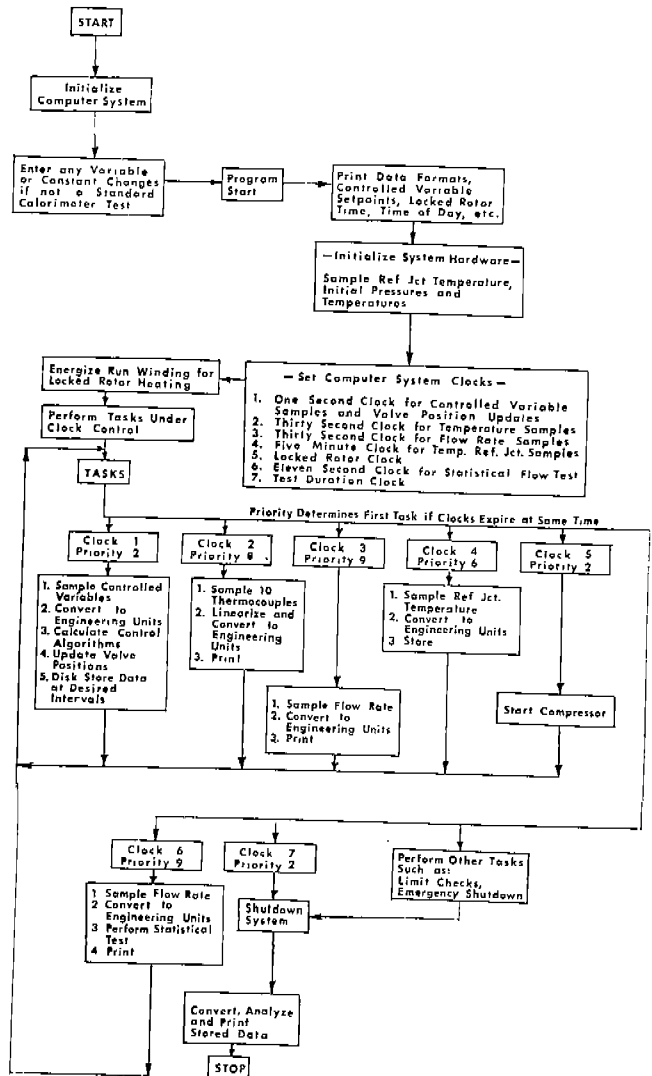 START
Initialize
Computer System
Enter any Variable
or Constant Changes
if not a Standard
Calorimeter Test
Program
Start
Print Data Formats,
Controlled Variable
Setpoints, Locked Rotor
Time, Time of Day, etc.
—Initialize System Hardware—
Sample Ref Jct Temperature,
Initial Pressures and
Temperatures
Energize Run Winding for
Locked Rotor Heating
Perform Tasks Under
Clock Control
TASKS
— Set Computer System Clocks —
1. One Second Clock for Controlled Variable
Samples and Valve Position Updates
2. Thirty Second Clock for Temperature Samples
3. Thirty Second Clock for Flow Rate Samples
4. Five Minute Clock for Temp. Ref. Jct. Samples
5. Locked Rotor Clock
6. Eleven Second Clock for Statistical Flow Test
7. Test Duration Clock
Priority Determines First Task if Clocks Expire at Same Time
Clock 1
Priority 2
Clock 2
Priority 8
Clock 3
Priority 9
Clock 4
Priority 6
Clock 5
Priority 2
1. Sample Controlled
Variables
2. Convert to
Engineering Units
3. Calculate Control
Algorithms
4. Update Valve
Positions
5. Disk Store Data
at Desired
Intervals
1. Sample 10
Thermocouples
2. Linearize and
Convert to
Engineering
Units
3. Print
1. Sample Flow Rate
2. Convert to
Engineering Units
3. Print
1. Sample Ref Jct.
Temperature
2. Convert to
Engineering Units
3 Store
Start Compressor
Clock 6
Priority 9
Clock 7
Priority 2
Perform Other Tasks
Such as:
Limit Checks,
Emergency Shutdown
1 Sample Flow Rate
2 Convert to
Engineering Units
3 Perform Statistical
Test
4 Print
Shutdown
System
Convert, Analyze
and Print
Stored Data
STOP